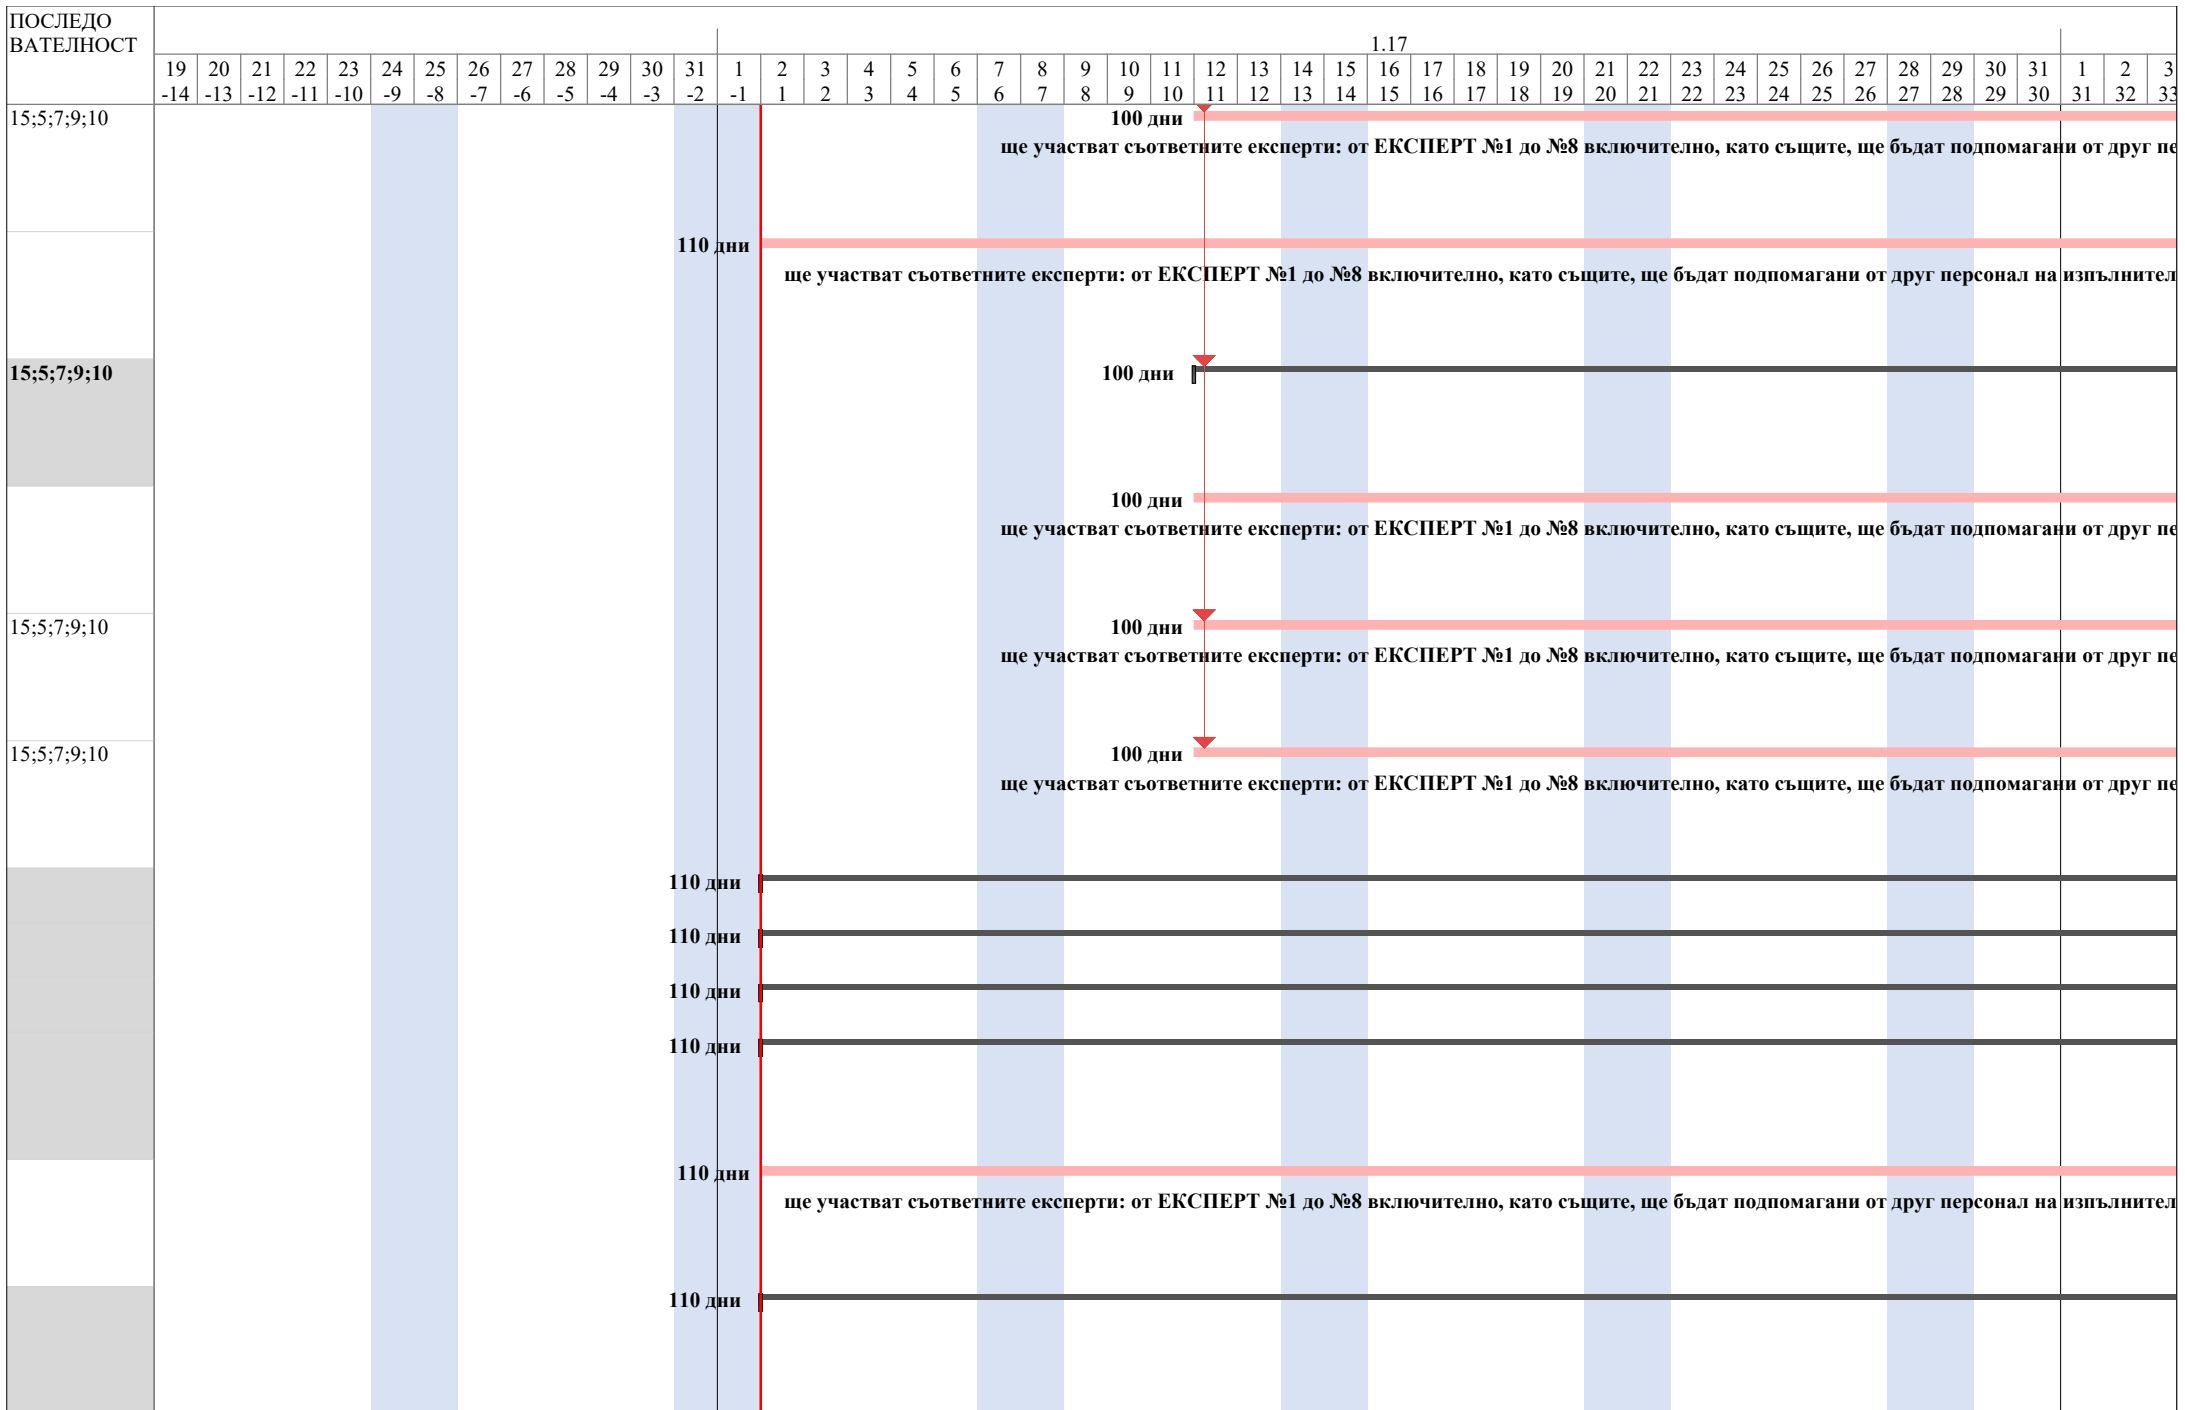 ПОСЛЕДО
ВАТЕЛНОСТ
1.17
19 20 21 22 23 24 25 26 27 28 29 30 31 1 2 3 4 5 6 7 8 9 10 11 12 13 14 15 16 17 18 19 20 21 22 23 24 25 26 27 28 29 30 31 1 2 3
-14 -13 -12 -11 -10 -9 -8 -7 -6 -5 -4 -3 -2 -1 1 2 3 4 5 6 7 8 9 10 11 12 13 14 15 16 17 18 19 20 21 22 23 24 25 26 27 28 29 30 31 32 33
15;5;7;9;10 100 дни
ще участват съответните експерти: от ЕКСПЕРТ №1 до №8 включително, като същите, ще бъдат подпомагани от друг пе
110 дни
ще участват съответните експерти: от ЕКСПЕРТ №1 до №8 включително, като същите, ще бъдат подпомагани от друг персонал на изпълнител
15;5;7;9;10 100 дни
100 дни
ще участват съответните експерти: от ЕКСПЕРТ №1 до №8 включително, като същите, ще бъдат подпомагани от друг пе
15;5;7;9;10 100 дни
ще участват съответните експерти: от ЕКСПЕРТ №1 до №8 включително, като същите, ще бъдат подпомагани от друг пе
15;5;7;9;10 100 дни
ще участват съответните експерти: от ЕКСПЕРТ №1 до №8 включително, като същите, ще бъдат подпомагани от друг пе
110 дни
110 дни
110 дни
110 дни
110 дни
ще участват съответните експерти: от ЕКСПЕРТ №1 до №8 включително, като същите, ще бъдат подпомагани от друг персонал на изпълнител
110 дни